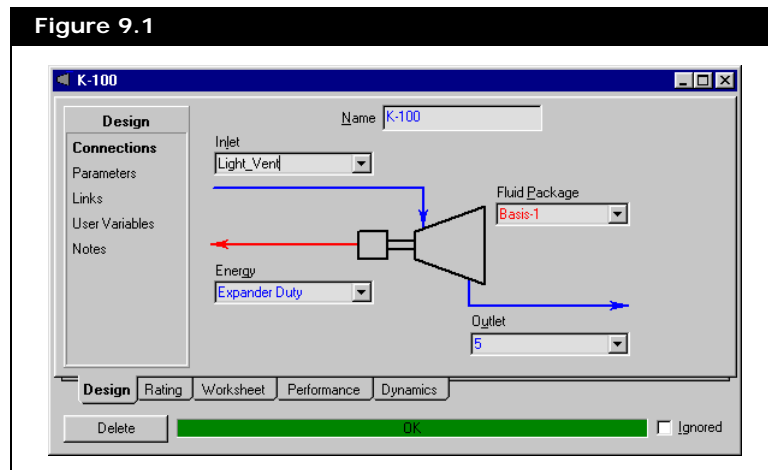 Figure 9.1
K-100
Design
Connections
Parameters
Links
User Variables
Notes
Name K-100
Inlet
Light_Vent
Fluid Package
Basis-1
Energy
Expander Duty
Outlet
5
Design Rating Worksheet Performance Dynamics
Delete OK Ignored